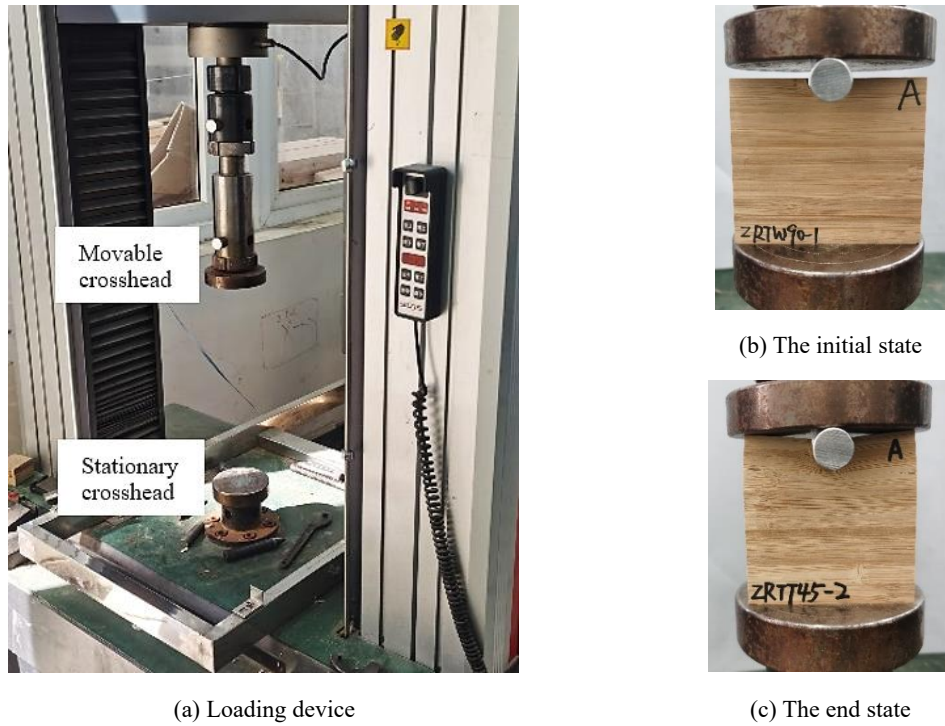 Movable
crosshead
Stationary
crosshead
(a) Loading device
A
ZRTW90-1
(b) The initial state
A
ZRTT45-2
(c) The end state